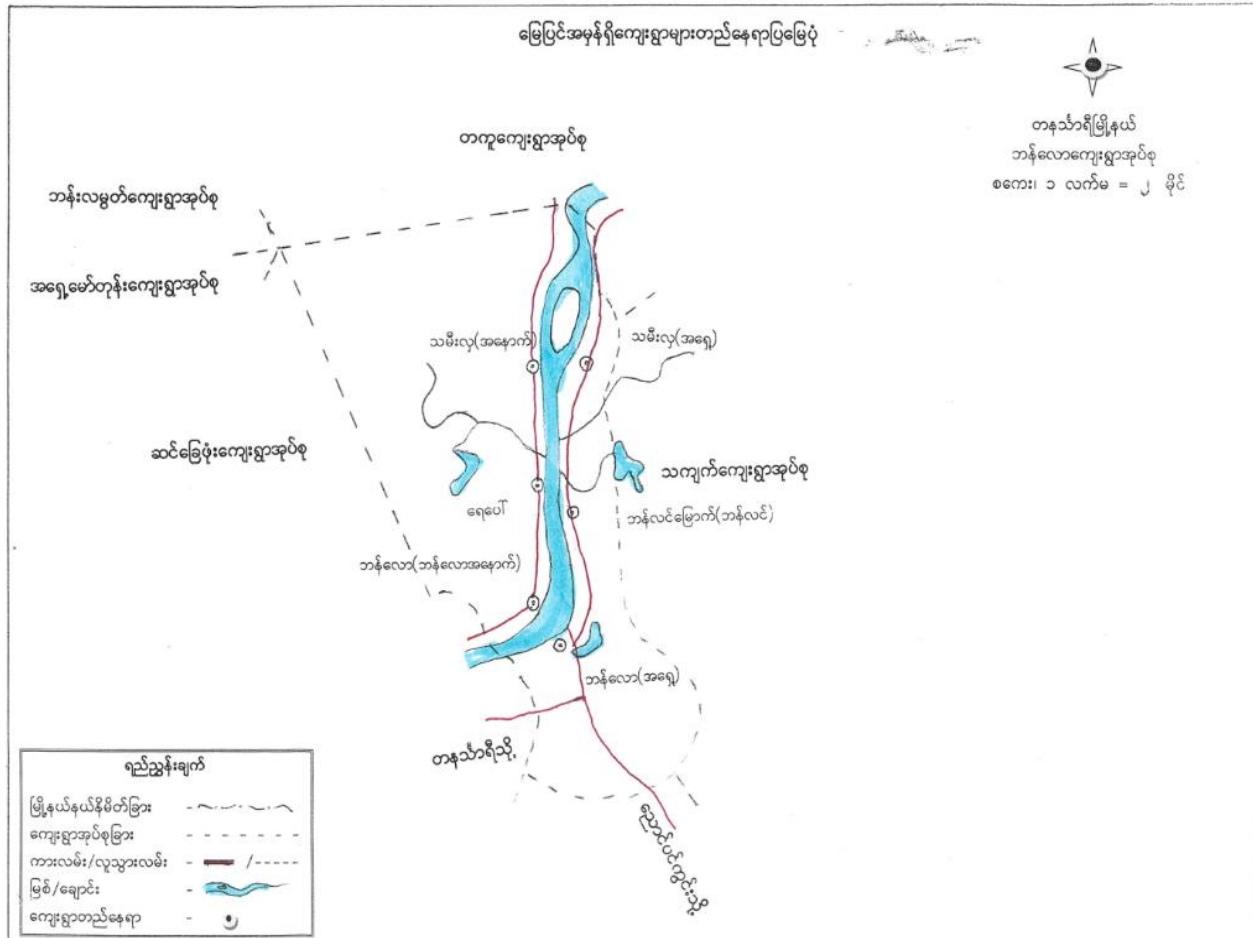 မြေပြင်အမှန်ရှိကျေးရွာများတည်နေရာပြမြေပုံ
တနင်္သာရီမြို့နယ်
ဘန်လောကျေးရွာအုပ်စု
စကေး၊ ၁ လက်မ = ၂ မိုင်
တကူကျေးရွာအုပ်စု
ဘန်းလမွတ်ကျေးရွာအုပ်စု
အရှေ့မော်တုန်းကျေးရွာအုပ်စု
သမီးလှ(အနောက်)
သမီးလှ(အရှေ့)
ဆင်ခြေဖုံးကျေးရွာအုပ်စု
သကျက်ကျေးရွာအုပ်စု
ရေပေါ်
ဘန်လင်မြောက်(ဘန်လင်)
ဘန်လော(ဘန်လောအနောက်)
ဘန်လော(အရှေ့)
တနင်္သာရီသို့
ညောင်ပင်ကွင်းသို့
ရည်ညွှန်းချက်
မြို့နယ်နယ်နိမိတ်ခြား -
ကျေးရွာအုပ်စုခြား -
ကားလမ်း/လူသွားလမ်း - /
မြစ်/ချောင်း -
ကျေးရွာတည်နေရာ -